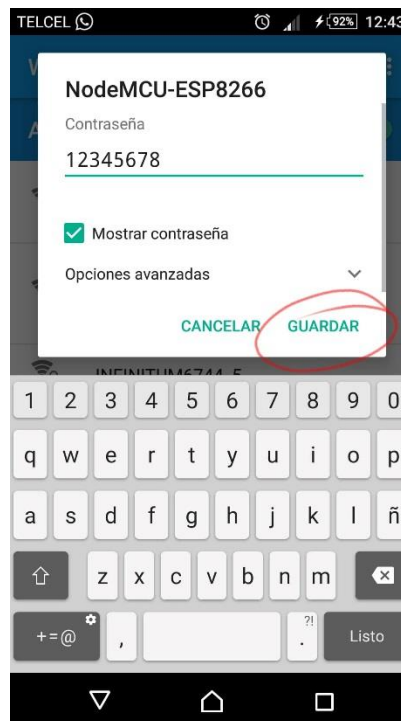 TELCEL 92% 12:43
NodeMCU-ESP8266
Contraseña
12345678
Mostrar contraseña
Opciones avanzadas
CANCELAR GUARDAR
1 2 3 4 5 6 7 8 9 0
q w e r t y u i o p
a s d f g h j k l ñ
z x c v b n m
+=@ , . ?! Listo